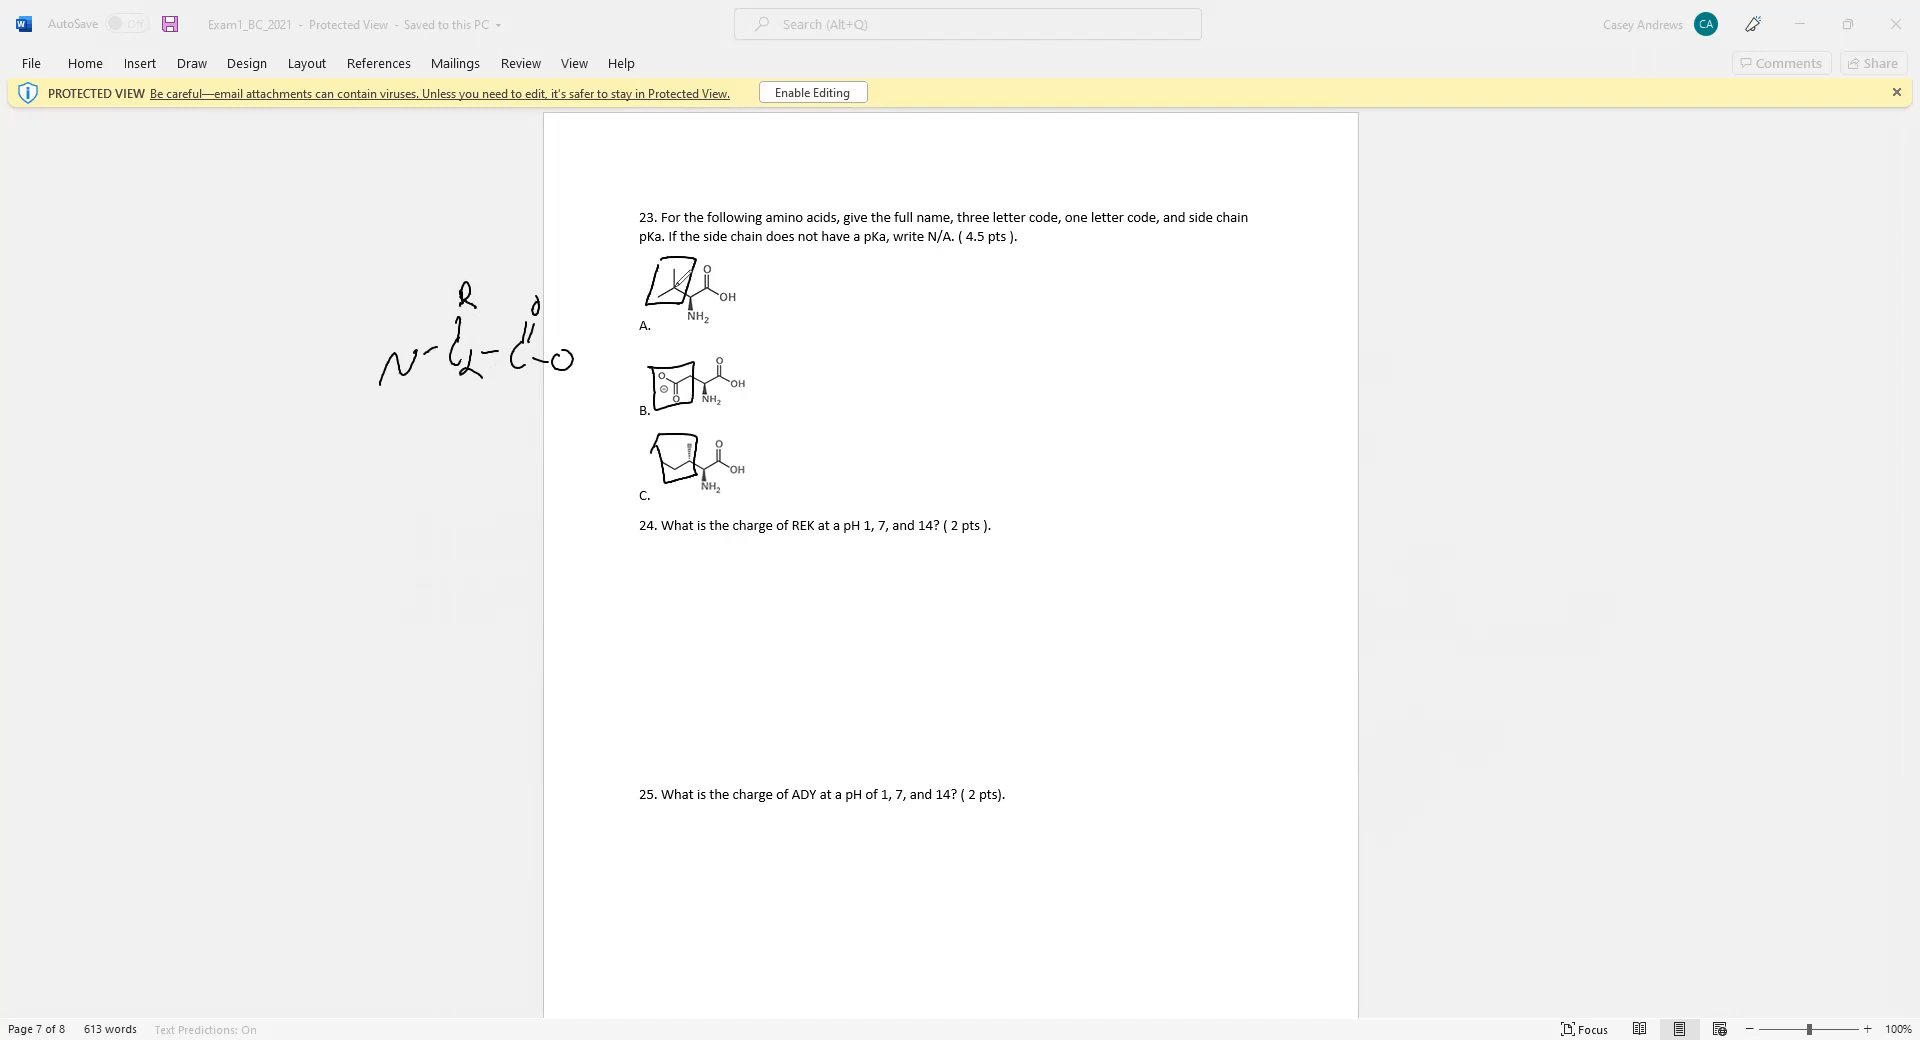 AutoSave Off Exam1_BC_2021 - Protected View - Saved to this PC Search (Alt+Q) Casey Andrews CA
File Home Insert Draw Design Layout References Mailings Review View Help Comments Share
PROTECTED VIEW Be careful—email attachments can contain viruses. Unless you need to edit, it's safer to stay in Protected View. Enable Editing
23. For the following amino acids, give the full name, three letter code, one letter code, and side chain
pKa. If the side chain does not have a pKa, write N/A. ( 4.5 pts ).
O
OH
NH2
A.
R
O
N-C-C-O
α
O
O
OH
O
NH2
B.
O
OH
NH2
C.
24. What is the charge of REK at a pH 1, 7, and 14? ( 2 pts ).
25. What is the charge of ADY at a pH of 1, 7, and 14? ( 2 pts).
Page 7 of 8 613 words Text Predictions: On Focus 100%